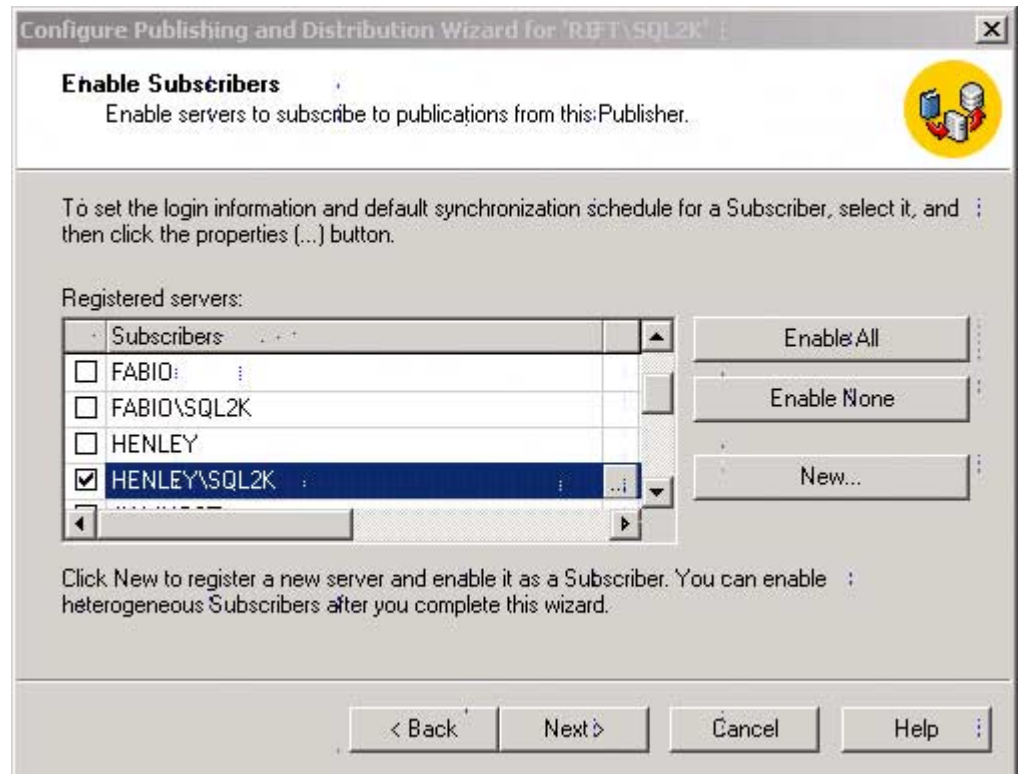 Configure Publishing and Distribution Wizard for 'RIFT\SQL2K'
Enable Subscribers
Enable servers to subscribe to publications from this Publisher.
To set the login information and default synchronization schedule for a Subscriber, select it, and
then click the properties (...) button.
Registered servers:
Subscribers
FABIO
FABIO\SQL2K
HENLEY
HENLEY\SQL2K ...
Enable All
Enable None
New...
Click New to register a new server and enable it as a Subscriber. You can enable
heterogeneous Subscribers after you complete this wizard.
< Back Next > Cancel Help